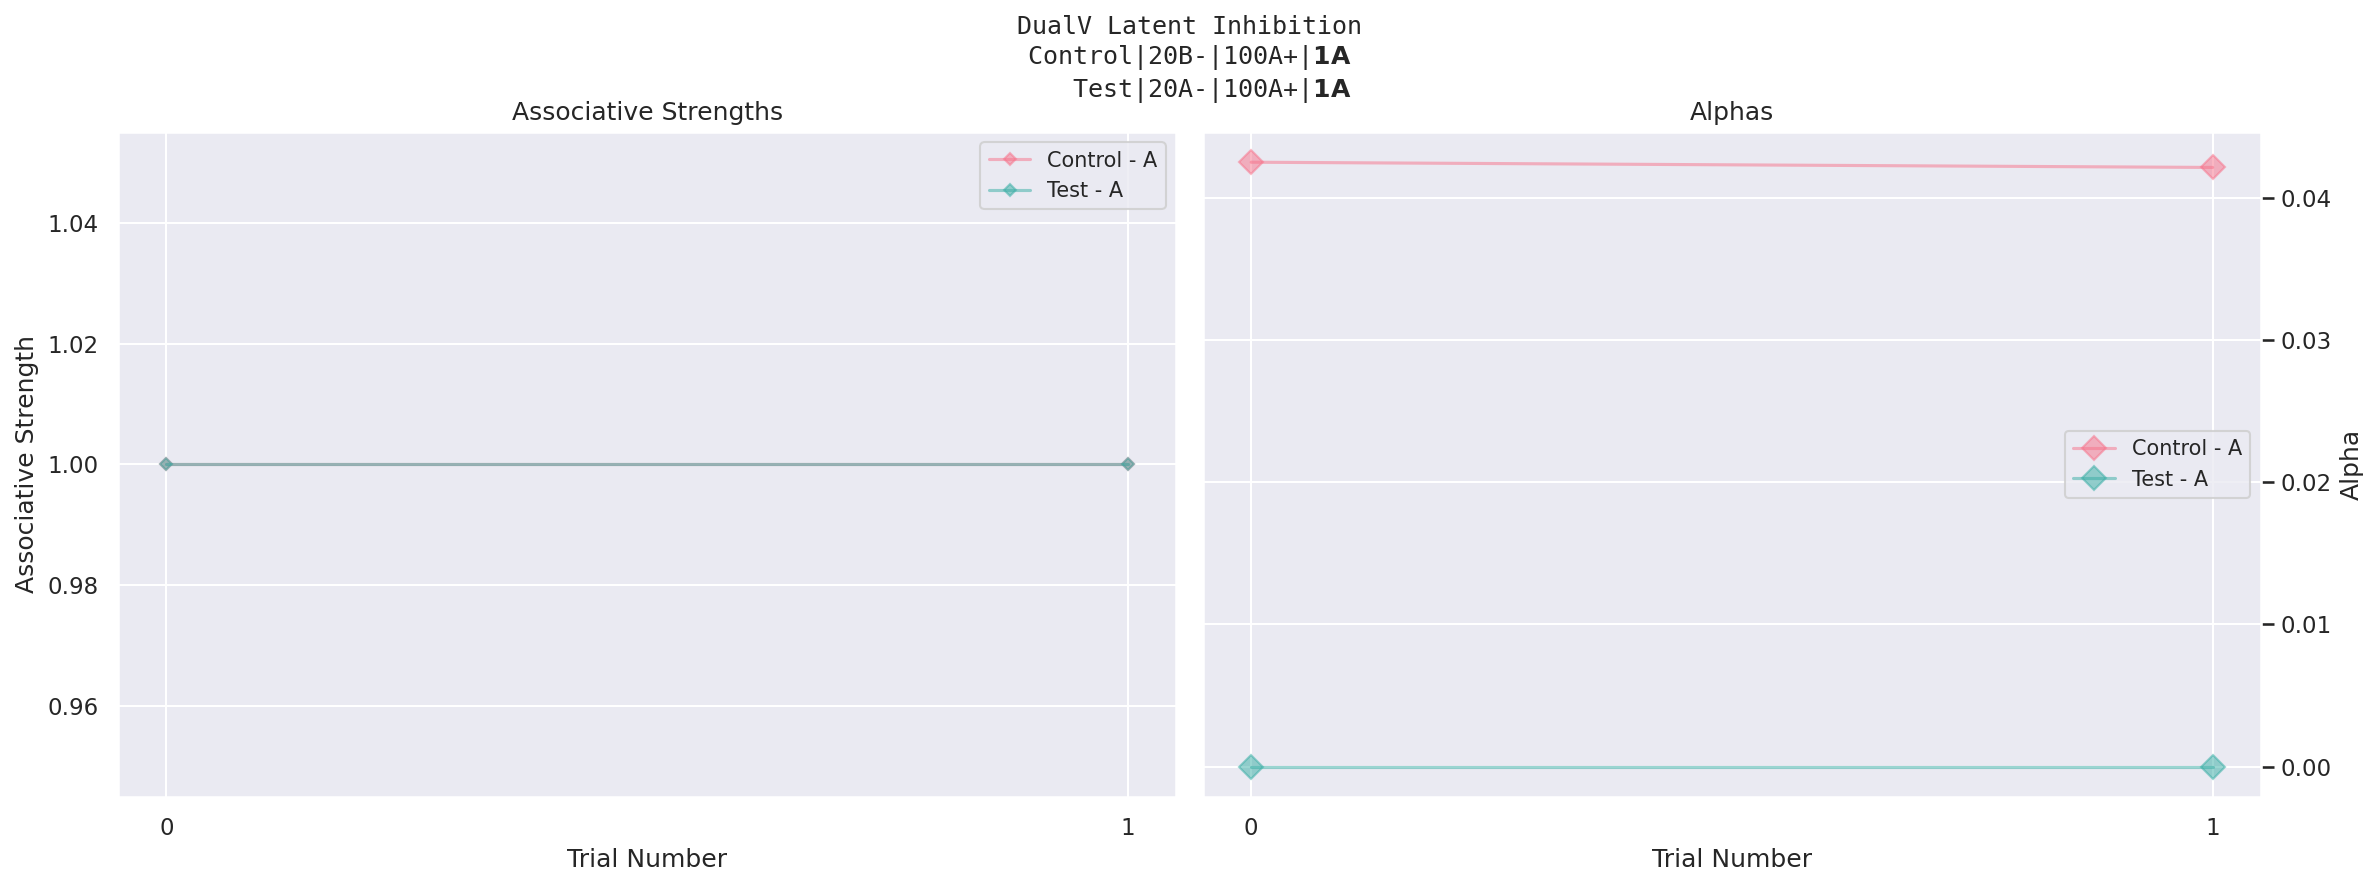 DualV Latent Inhibition
Control|20B-|100A+|1A
Test|20A-|100A+|1A
Associative Strengths
Control - A
Test - A
Associative Strength
1.04
1.02
1.00
0.98
0.96
0
1
Trial Number
Alphas
Control - A
Test - A
0.04
0.03
0.02
0.01
0.00
Alpha
0
1
Trial Number